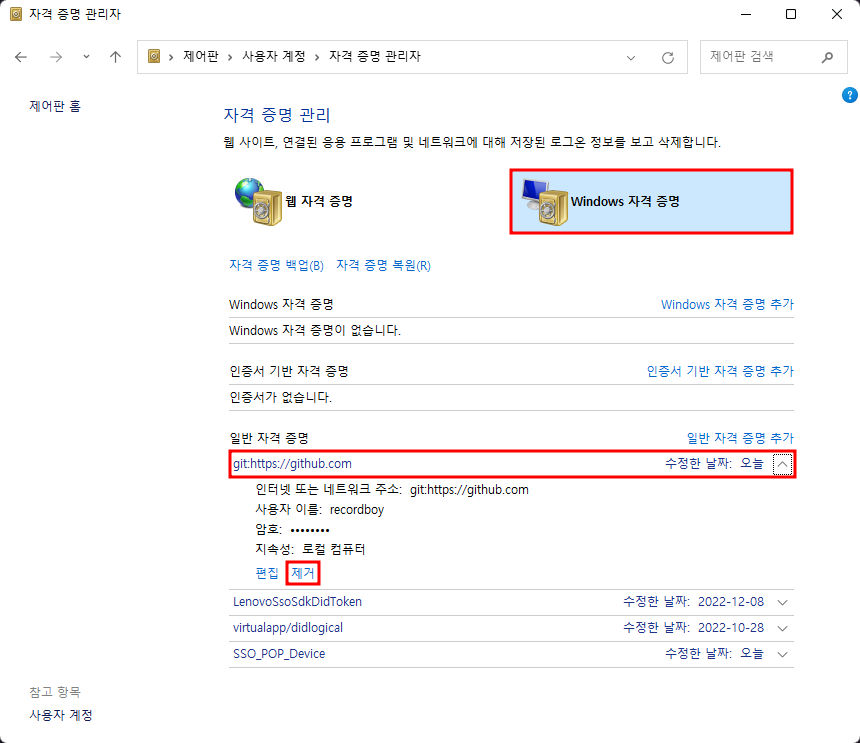 자격 증명 관리자
제어판 사용자 계정 자격 증명 관리자
제어판 검색
제어판 홈
?
자격 증명 관리
웹 사이트, 연결된 응용 프로그램 및 네트워크에 대해 저장된 로그온 정보를 보고 삭제합니다.
웹 자격 증명
Windows 자격 증명
자격 증명 백업(B) 자격 증명 복원(R)
Windows 자격 증명 Windows 자격 증명 추가
Windows 자격 증명이 없습니다.
인증서 기반 자격 증명 인증서 기반 자격 증명 추가
인증서가 없습니다.
일반 자격 증명 일반 자격 증명 추가
git:https://github.com 수정한 날짜: 오늘
인터넷 또는 네트워크 주소: git:https://github.com
사용자 이름: recordboy
암호: ••••••••
지속성: 로컬 컴퓨터
편집 제거
LenovoSsoSdkDidToken 수정한 날짜: 2022-12-08
virtualapp/didlogical 수정한 날짜: 2022-10-28
SSO_POP_Device 수정한 날짜: 오늘
참고 항목
사용자 계정